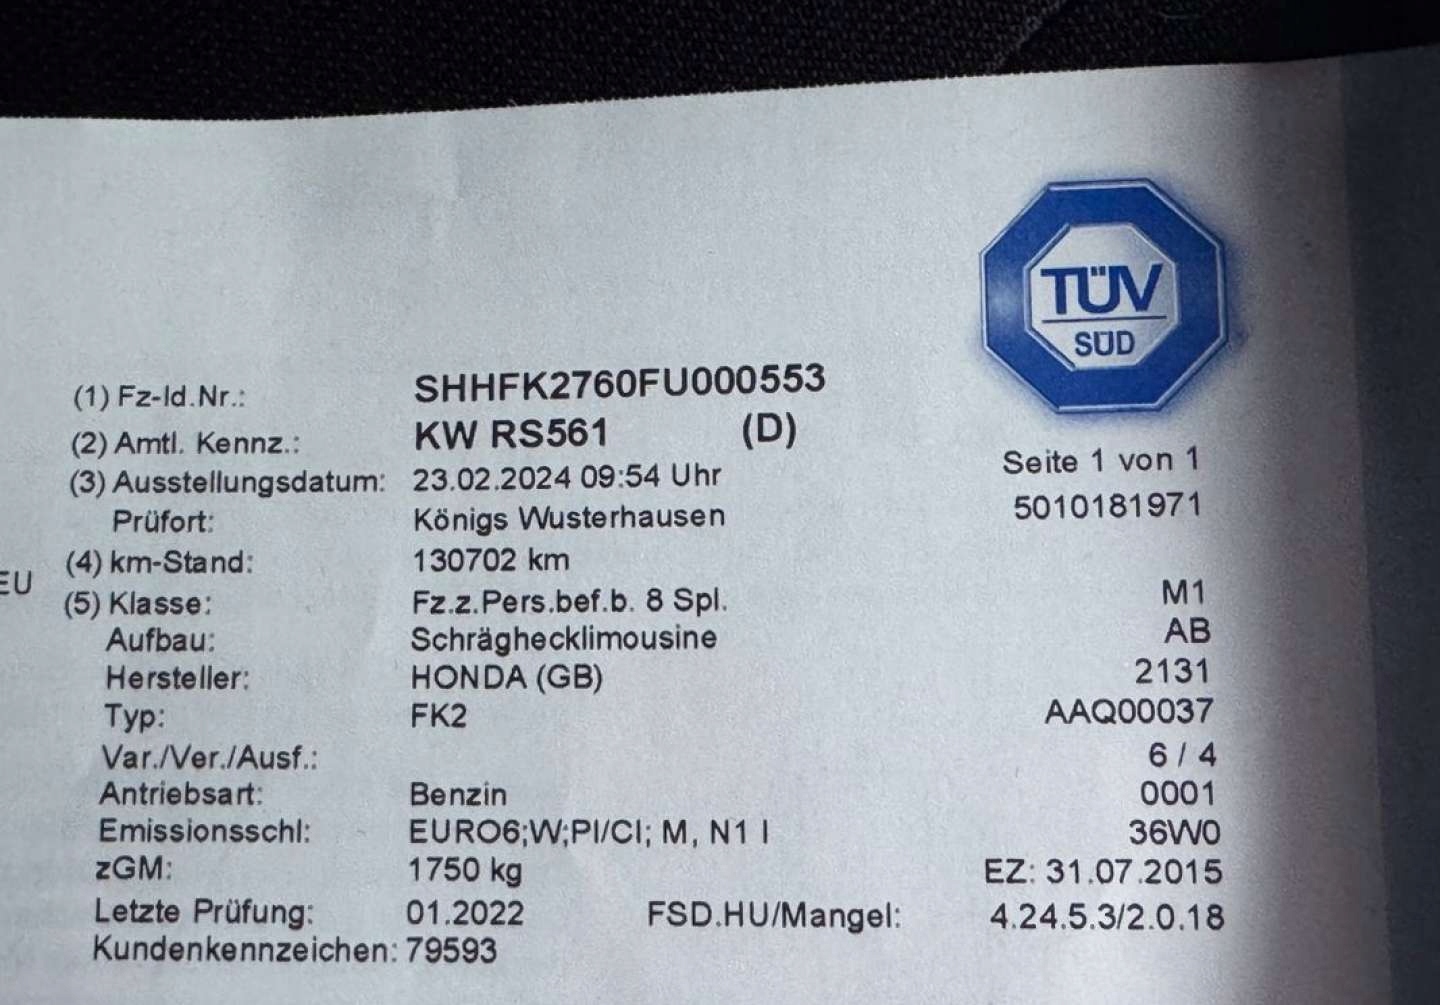 TÜV
SÜD
(1) Fz-Id.Nr.: SHHFK2760FU000553
(2) Amtl. Kennz.: KW RS561 (D)
Seite 1 von 1
(3) Ausstellungsdatum: 23.02.2024 09:54 Uhr
5010181971
Prüfort: Königs Wusterhausen
(4) km-Stand: 130702 km
EU
(5) Klasse: Fz.z.Pers.bef.b. 8 Spl. M1
Aufbau: Schräghecklimousine AB
Hersteller: HONDA (GB) 2131
Typ: FK2 AAQ00037
Var./Ver./Ausf.: 6 / 4
Antriebsart: Benzin 0001
Emissionsschl: EURO6;W;PI/CI; M, N1 I 36W0
zGM: 1750 kg EZ: 31.07.2015
Letzte Prüfung: 01.2022 FSD.HU/Mangel: 4.24.5.3/2.0.18
Kundenkennzeichen: 79593